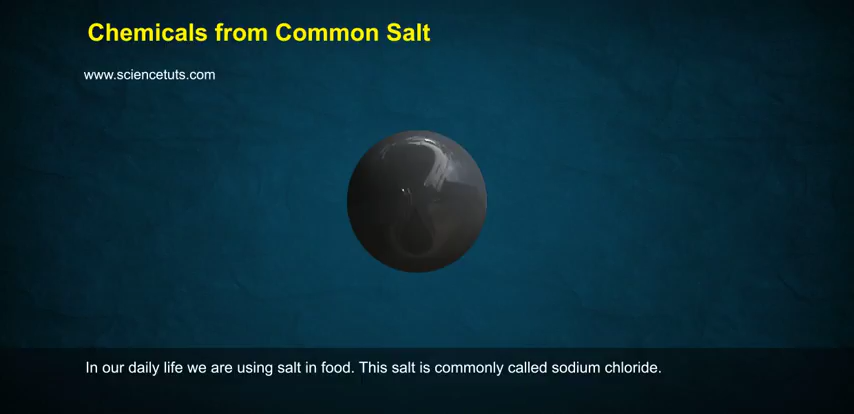 Chemicals from Common Salt
www.sciencetuts.com
In our daily life we are using salt in food. This salt is commonly called sodium chloride.